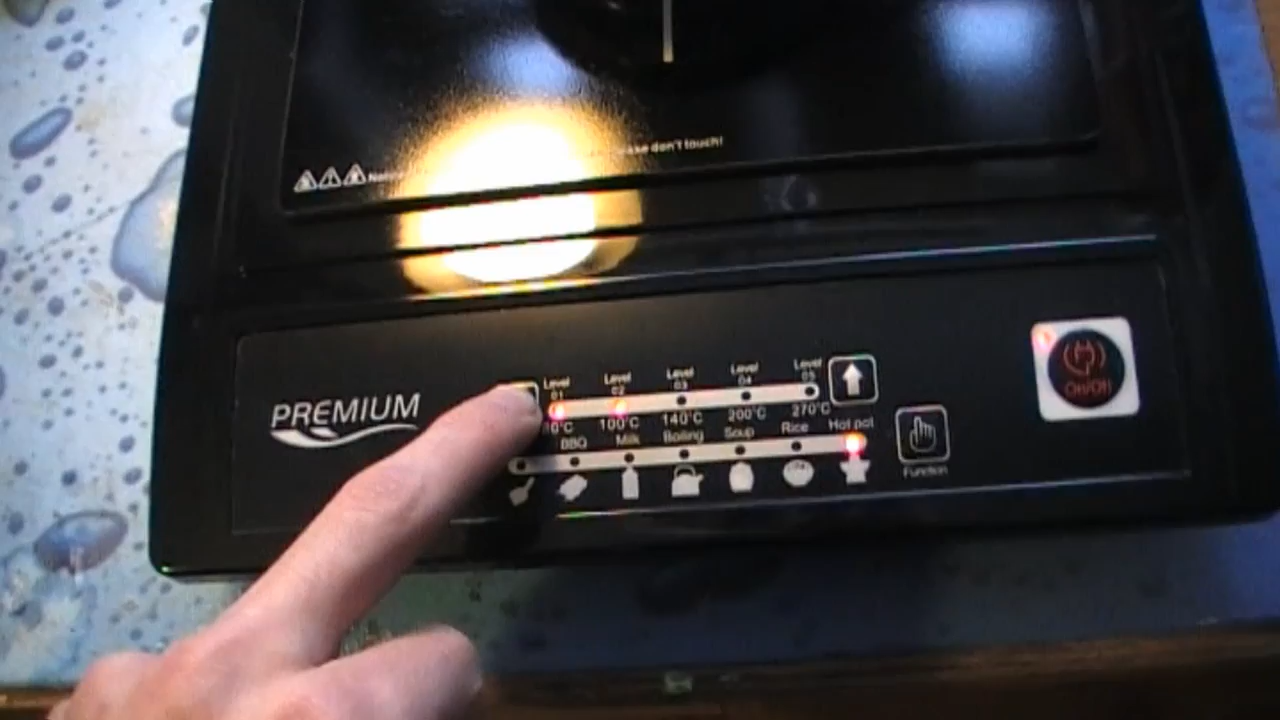 please don't touch!
PREMIUM
Level Level Level Level Level
01 02 03 04 05
100°C 140°C 200°C 270°C
BBQ Milk Boiling Soup Rice Hot pot
Function
On/Off